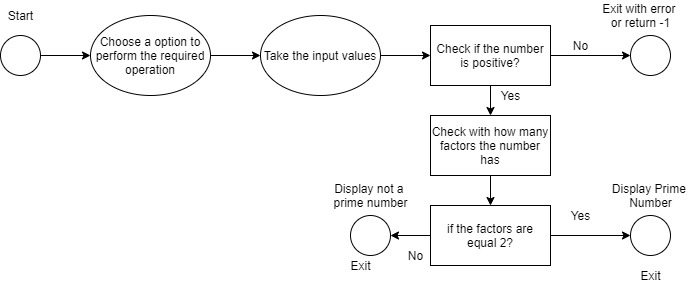 Start
Choose a option to
perform the required
operation
Take the input values
Check if the number
is positive?
No
Exit with error
or return -1
Yes
Check with how many
factors the number
has
Display not a
prime number
Exit
No
if the factors are
equal 2?
Yes
Display Prime
Number
Exit